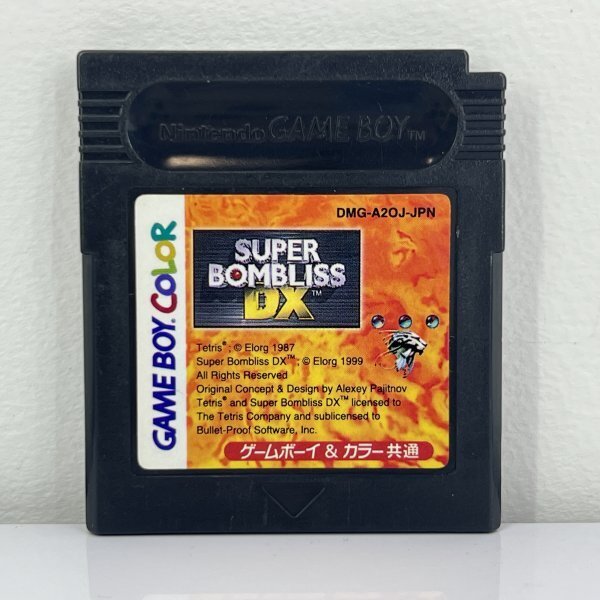 Nintendo GAME BOY™
DMG-A2OJ-JPN
GAME BOY COLOR
SUPER
BOMBLISS
DX™
Tetris®; © Elorg 1987
Super Bombliss DX™; © Elorg 1999
All Rights Reserved
Original Concept & Design by Alexey Pajitnov
Tetris® and Super Bombliss DX™ licensed to
The Tetris Company and sublicensed to
Bullet-Proof Software, Inc.
ゲームボーイ & カラー共通